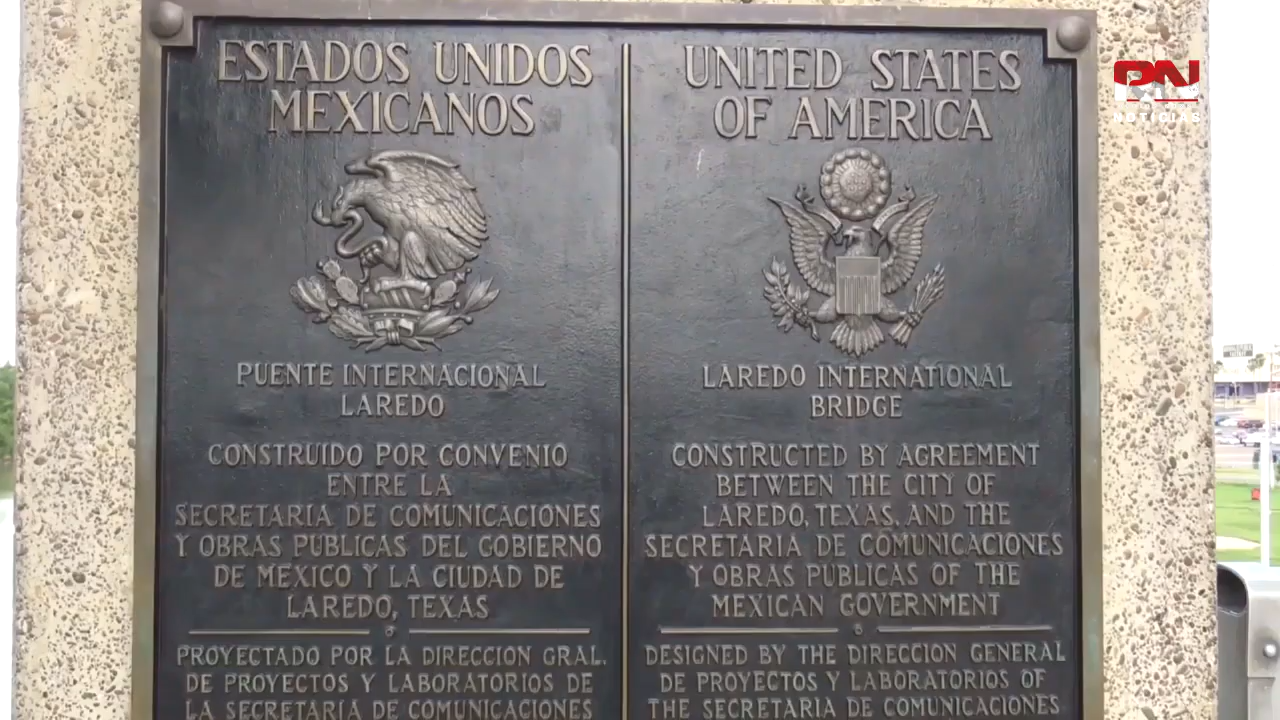 ESTADOS UNIDOS
MEXICANOS
PUENTE INTERNACIONAL
LAREDO
CONSTRUIDO POR CONVENIO
ENTRE LA
SECRETARIA DE COMUNICACIONES
Y OBRAS PUBLICAS DEL GOBIERNO
DE MEXICO Y LA CIUDAD DE
LAREDO, TEXAS
PROYECTADO POR LA DIRECCION GRAL.
DE PROYECTOS Y LABORATORIOS DE
LA SECRETARIA DE COMUNICACIONES
UNITED STATES
OF AMERICA
LAREDO INTERNATIONAL
BRIDGE
CONSTRUCTED BY AGREEMENT
BETWEEN THE CITY OF
LAREDO, TEXAS, AND THE
SECRETARIA DE COMUNICACIONES
Y OBRAS PUBLICAS OF THE
MEXICAN GOVERNMENT
DESIGNED BY THE DIRECCION GENERAL
DE PROYECTOS Y LABORATORIOS OF
THE SECRETARIA DE COMUNICACIONES
PN
NOTICIAS